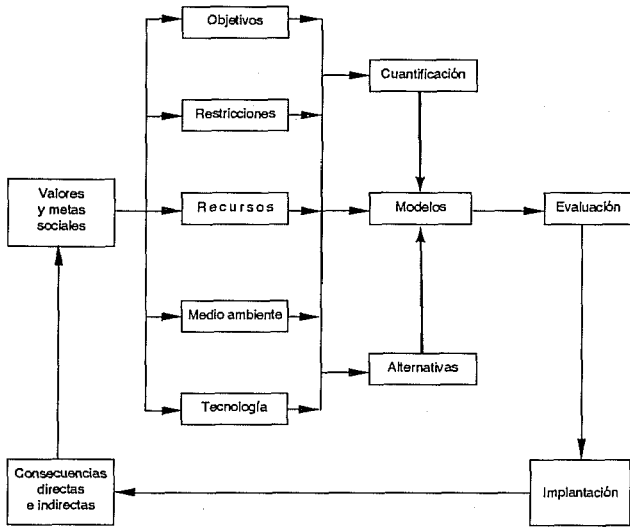 Objetivos
Cuantificación
Restricciones
Valores
y metas
sociales
Recursos
Modelos
Evaluación
Medio ambiente
Alternativas
Tecnología
Consecuencias
directas
e indirectas
Implantación